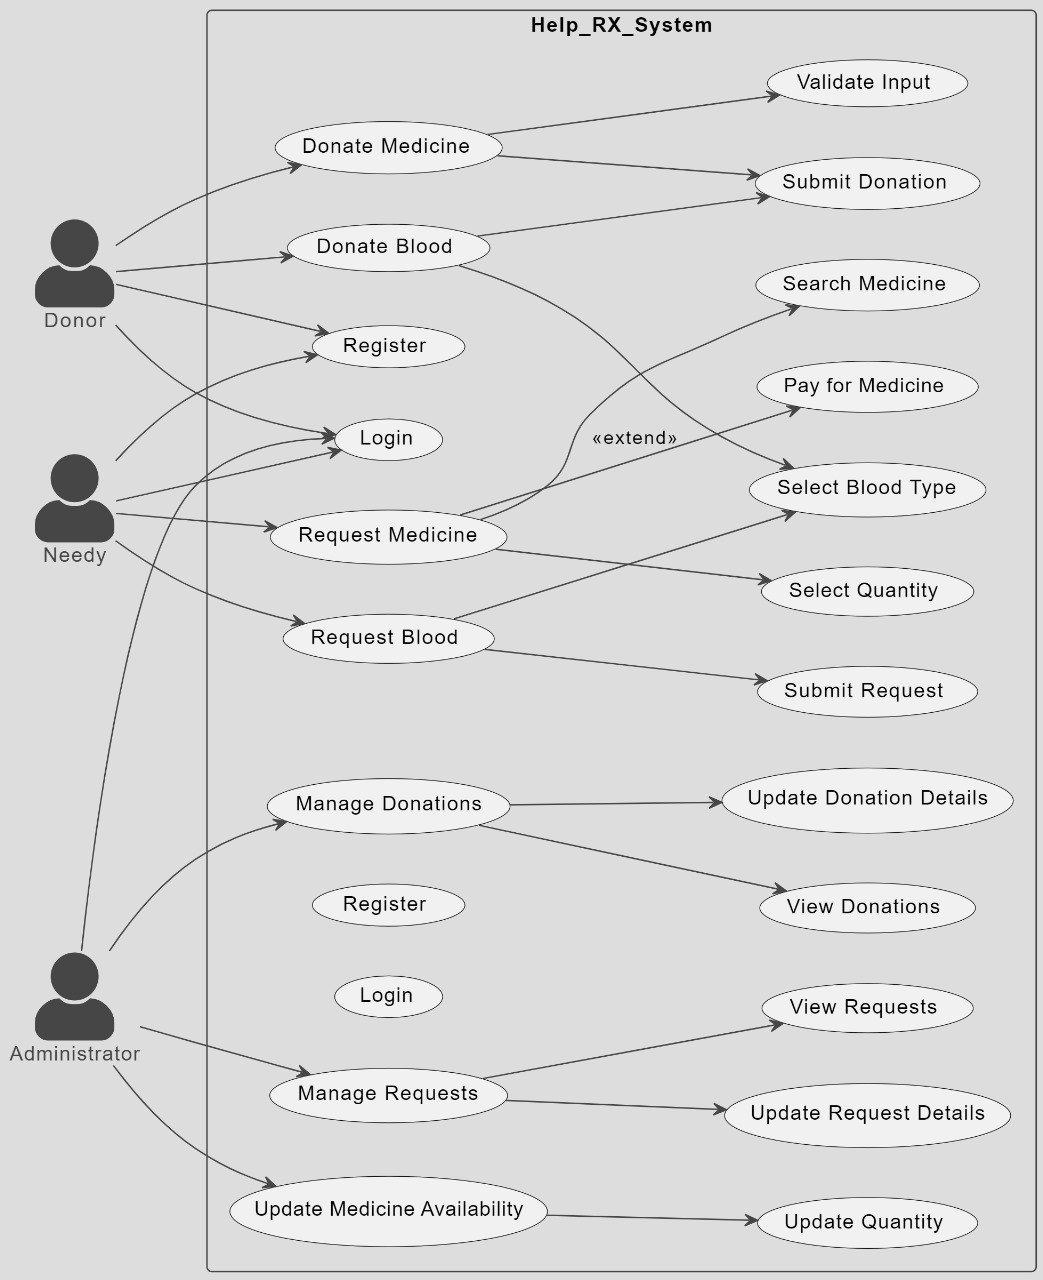 Help_RX_System
Validate Input
Donate Medicine
Submit Donation
Donate Blood
Search Medicine
Donor
Register
Pay for Medicine
Login
«extend»
Select Blood Type
Request Medicine
Needy
Select Quantity
Request Blood
Submit Request
Manage Donations
Update Donation Details
Register
View Donations
Login
View Requests
Administrator
Manage Requests
Update Request Details
Update Medicine Availability
Update Quantity